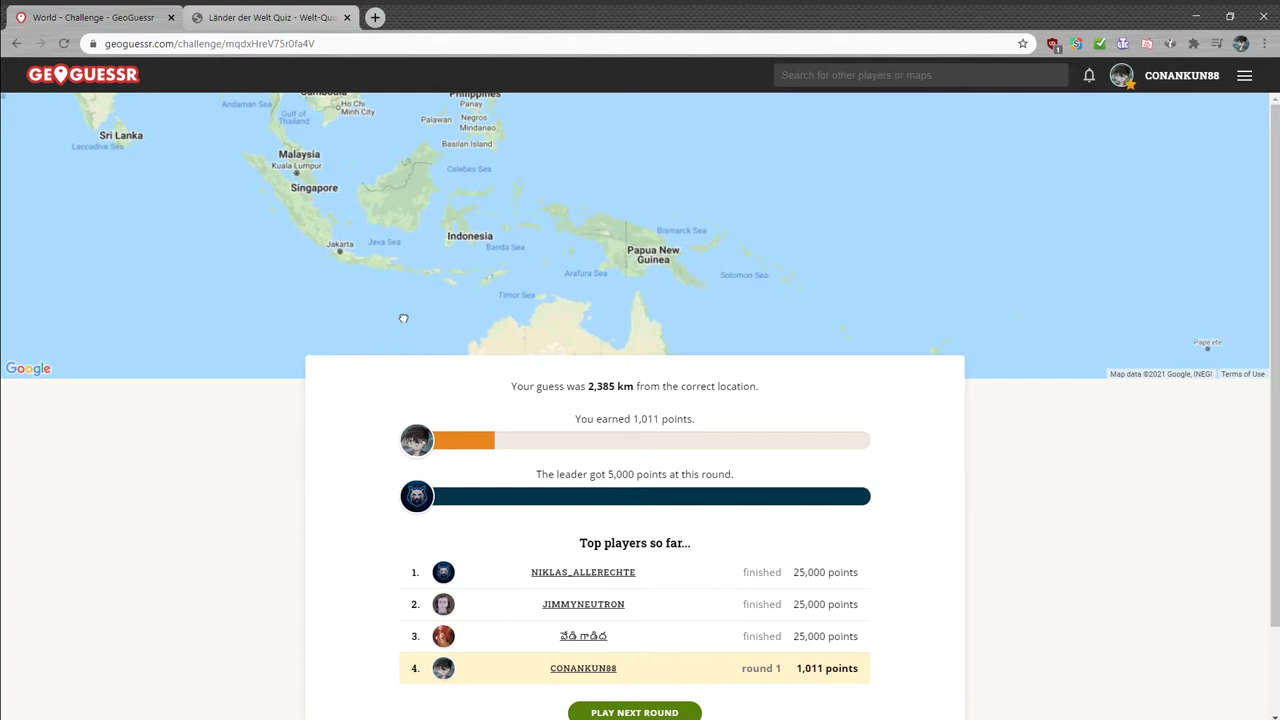 World - Challenge - GeoGuessr
Länder der Welt Quiz - Welt-Qui
geoguessr.com/challenge/mqdxHreV75r0fa4V
1
GEOGUESSR
Search for other players or maps
CONANKUN88
Andaman Sea
Cambodia
Ho Chi
Minh City
Gulf of
Thailand
Philippines
Panay
Palawan
Negros
Mindanao
Basilan Island
Sri Lanka
Laccadive Sea
Malaysia
Kuala Lumpur
Celebes Sea
Singapore
Jakarta
Java Sea
Indonesia
Banda Sea
Bismarck Sea
Papua New
Guinea
Arafura Sea
Solomon Sea
Timor Sea
Papeete
Google
Map data ©2021 Google, INEGI
Terms of Use
Your guess was 2,385 km from the correct location.
You earned 1,011 points.
The leader got 5,000 points at this round.
Top players so far...
1. NIKLAS_ALLERECHTE finished 25,000 points
2. JIMMYNEUTRON finished 25,000 points
3. వేడి గాడిద finished 25,000 points
4. CONANKUN88 round 1 1,011 points
PLAY NEXT ROUND